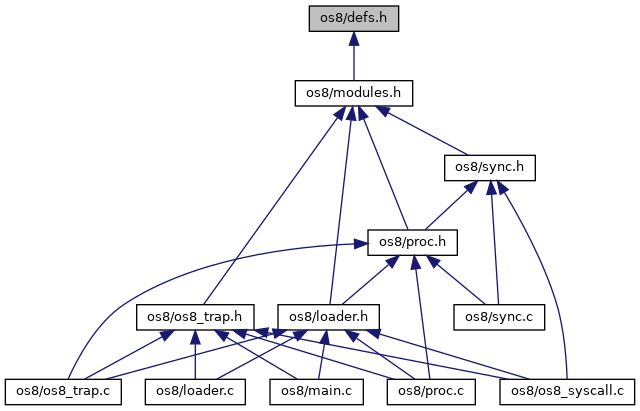 os8/defs.h
os8/modules.h
os8/sync.h
os8/proc.h
os8/os8_trap.h
os8/loader.h
os8/sync.c
os8/os8_trap.c
os8/loader.c
os8/main.c
os8/proc.c
os8/os8_syscall.c